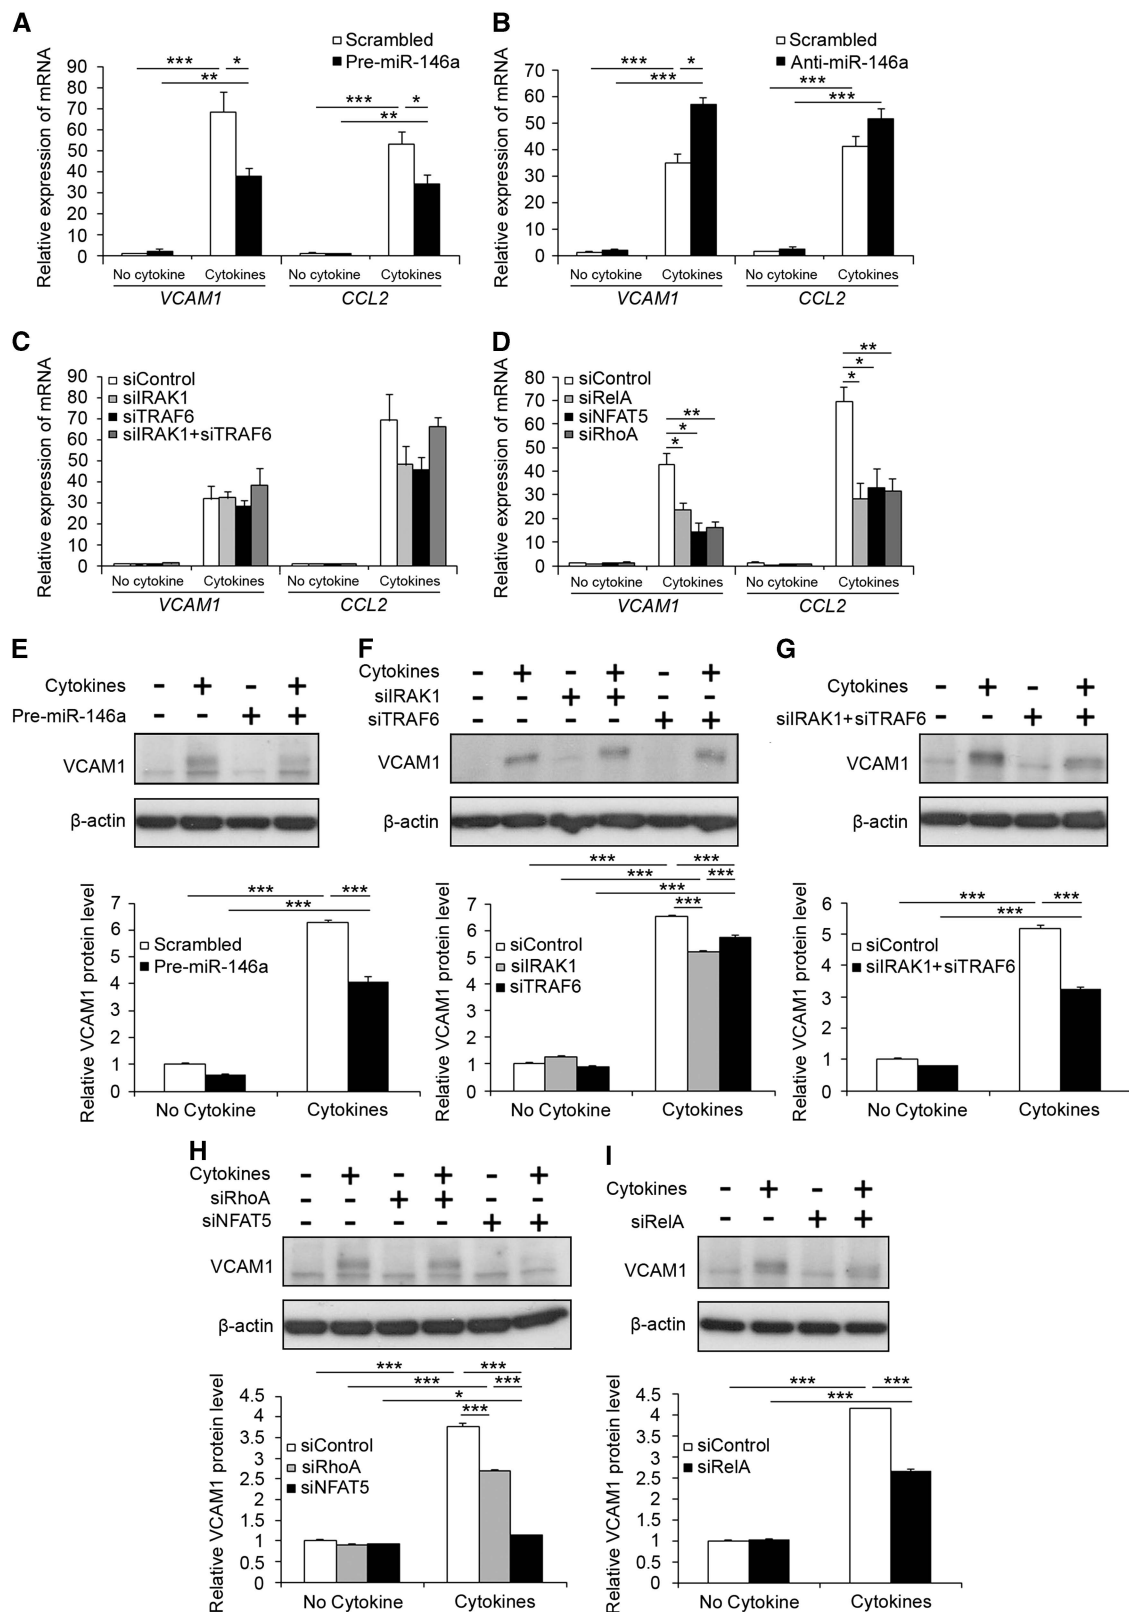 A
Scrambled
Pre-miR-146a
*** *
**
*** *
**
Relative expression of mRNA
90
80
70
60
50
40
30
20
10
0
No cytokine Cytokines No cytokine Cytokines
VCAM1 CCL2
B
Scrambled
Anti-miR-146a
*** *
***
***
***
Relative expression of mRNA
70
60
50
40
30
20
10
0
No cytokine Cytokines No cytokine Cytokines
VCAM1 CCL2
C
siControl
siIRAK1
siTRAF6
siIRAK1+siTRAF6
Relative expression of mRNA
90
80
70
60
50
40
30
20
10
0
No cytokine Cytokines No cytokine Cytokines
VCAM1 CCL2
D
siControl
siRelA
siNFAT5
siRhoA
**
*
*
**
*
*
Relative expression of mRNA
80
70
60
50
40
30
20
10
0
No cytokine Cytokines No cytokine Cytokines
VCAM1 CCL2
E
Cytokines - + - +
Pre-miR-146a - - + +
VCAM1
β-actin
*** ***
***
Relative VCAM1 protein level
7
6
5
4
3
2
1
0
Scrambled
Pre-miR-146a
No Cytokine Cytokines
F
Cytokines - + - + - +
siIRAK1 - - + + - -
siTRAF6 - - - - + +
VCAM1
β-actin
*** ***
*** ***
***
***
Relative VCAM1 protein level
7
6
5
4
3
2
1
0
siControl
siIRAK1
siTRAF6
No Cytokine Cytokines
G
Cytokines - + - +
siIRAK1+siTRAF6 - - + +
VCAM1
β-actin
*** ***
***
Relative VCAM1 protein level
6
5
4
3
2
1
0
siControl
siIRAK1+siTRAF6
No Cytokine Cytokines
H
Cytokines - + - + - +
siRhoA - - + + - -
siNFAT5 - - - - + +
VCAM1
β-actin
*** ***
*** ***
*
***
Relative VCAM1 protein level
4.5
4
3.5
3
2.5
2
1.5
1
0.5
0
siControl
siRhoA
siNFAT5
No Cytokine Cytokines
I
Cytokines - + - +
siRelA - - + +
VCAM1
β-actin
*** ***
***
Relative VCAM1 protein level
4.5
4
3.5
3
2.5
2
1.5
1
0.5
0
siControl
siRelA
No Cytokine Cytokines